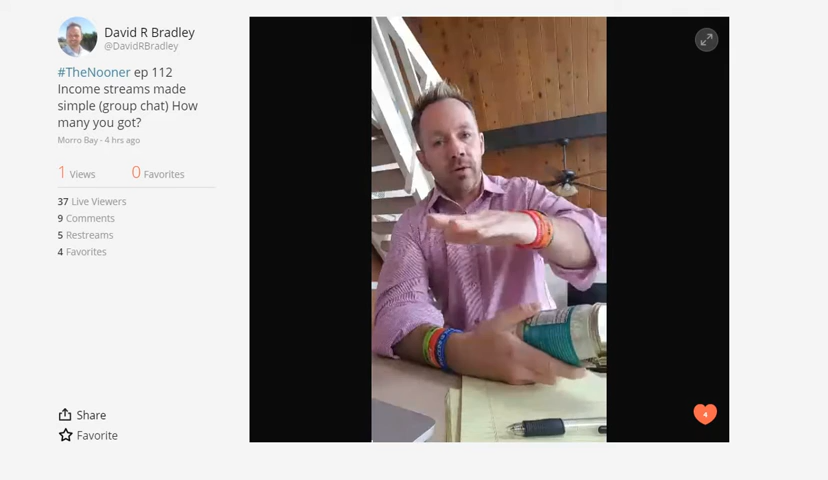 David R Bradley
@DavidRBradley
#TheNooner ep 112
Income streams made
simple (group chat) How
many you got?
Morro Bay - 4 hrs ago
1 Views
0 Favorites
37 Live Viewers
9 Comments
5 Restreams
4 Favorites
Share
Favorite
4